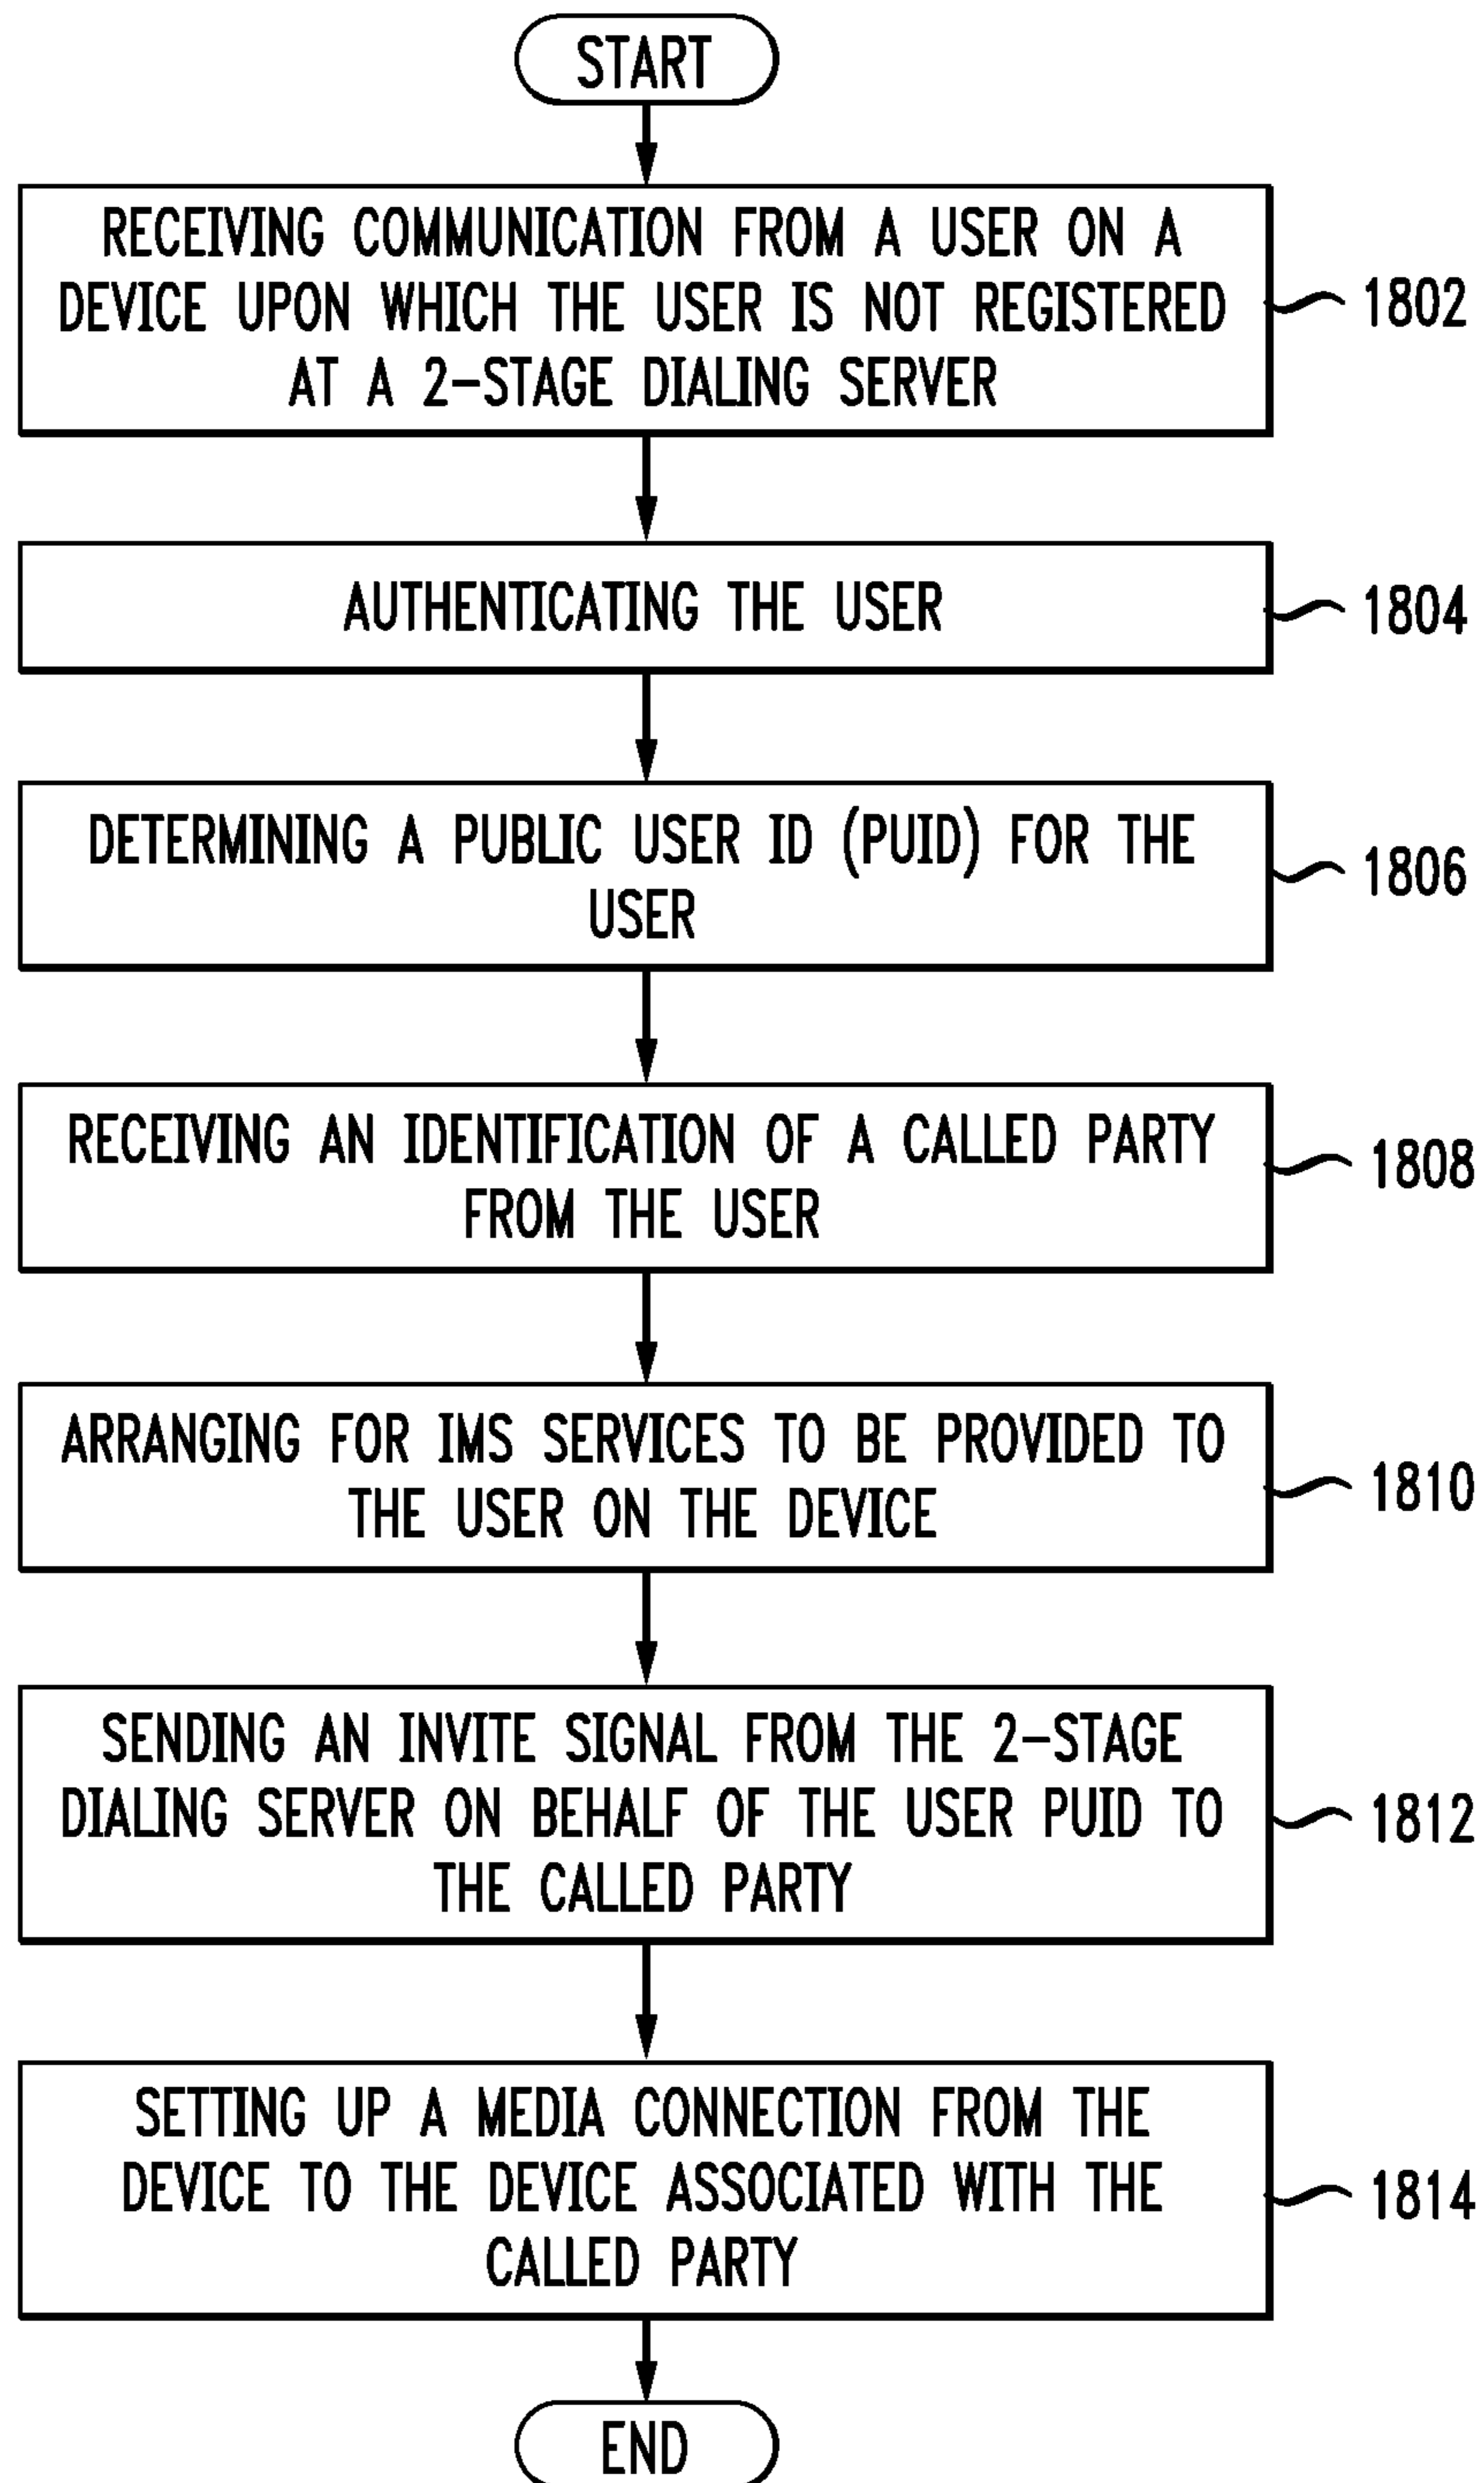 START
RECEIVING COMMUNICATION FROM A USER ON A
DEVICE UPON WHICH THE USER IS NOT REGISTERED
AT A 2-STAGE DIALING SERVER
1802
AUTHENTICATING THE USER
1804
DETERMINING A PUBLIC USER ID (PUID) FOR THE
USER
1806
RECEIVING AN IDENTIFICATION OF A CALLED PARTY
FROM THE USER
1808
ARRANGING FOR IMS SERVICES TO BE PROVIDED TO
THE USER ON THE DEVICE
1810
SENDING AN INVITE SIGNAL FROM THE 2-STAGE
DIALING SERVER ON BEHALF OF THE USER PUID TO
THE CALLED PARTY
1812
SETTING UP A MEDIA CONNECTION FROM THE
DEVICE TO THE DEVICE ASSOCIATED WITH THE
CALLED PARTY
1814
END